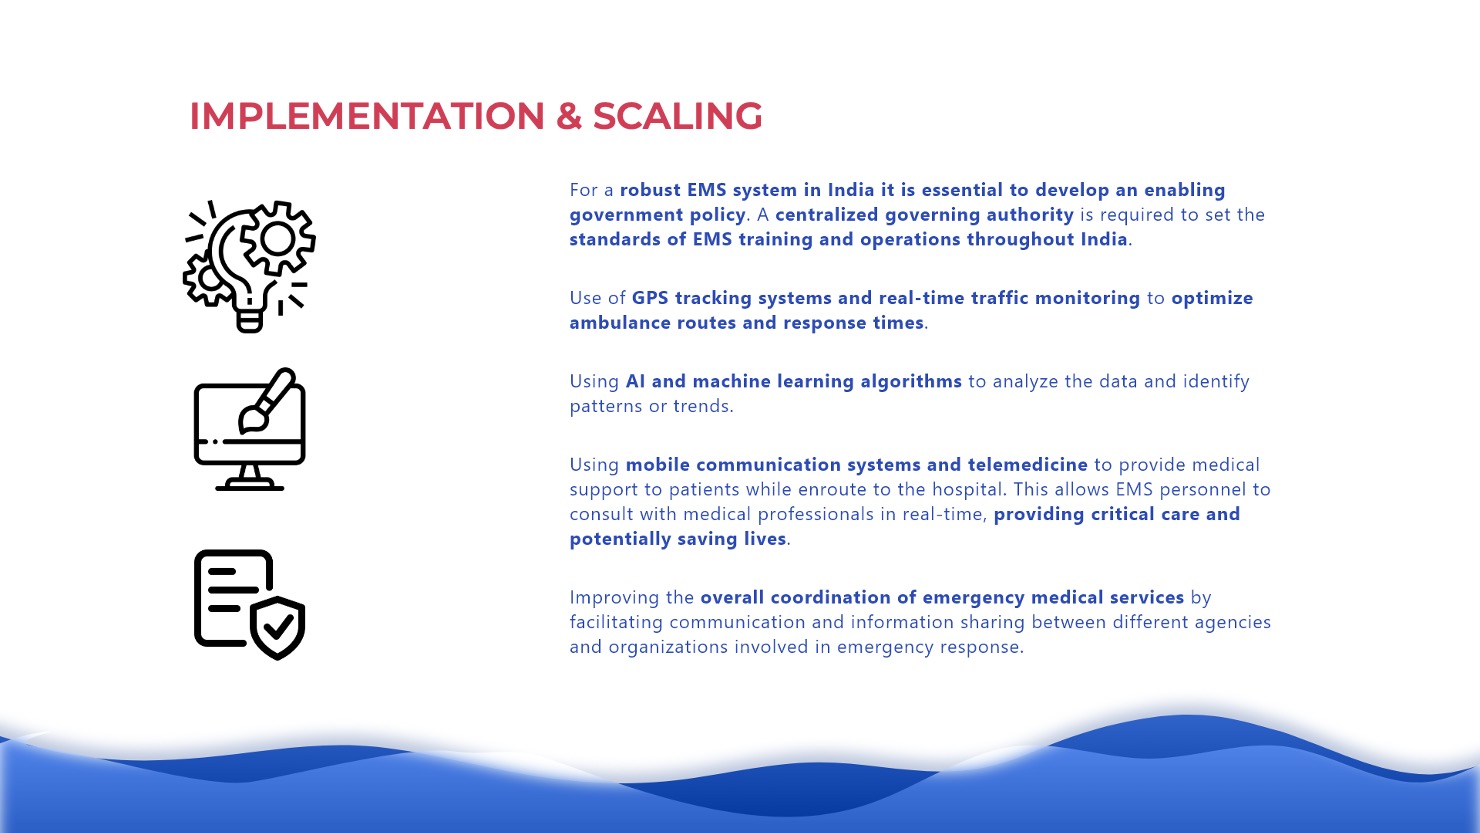 IMPLEMENTATION & SCALING
For a robust EMS system in India it is essential to develop an enabling
government policy. A centralized governing authority is required to set the
standards of EMS training and operations throughout India.
Use of GPS tracking systems and real-time traffic monitoring to optimize
ambulance routes and response times.
Using AI and machine learning algorithms to analyze the data and identify
patterns or trends.
Using mobile communication systems and telemedicine to provide medical
support to patients while enroute to the hospital. This allows EMS personnel to
consult with medical professionals in real-time, providing critical care and
potentially saving lives.
Improving the overall coordination of emergency medical services by
facilitating communication and information sharing between different agencies
and organizations involved in emergency response.